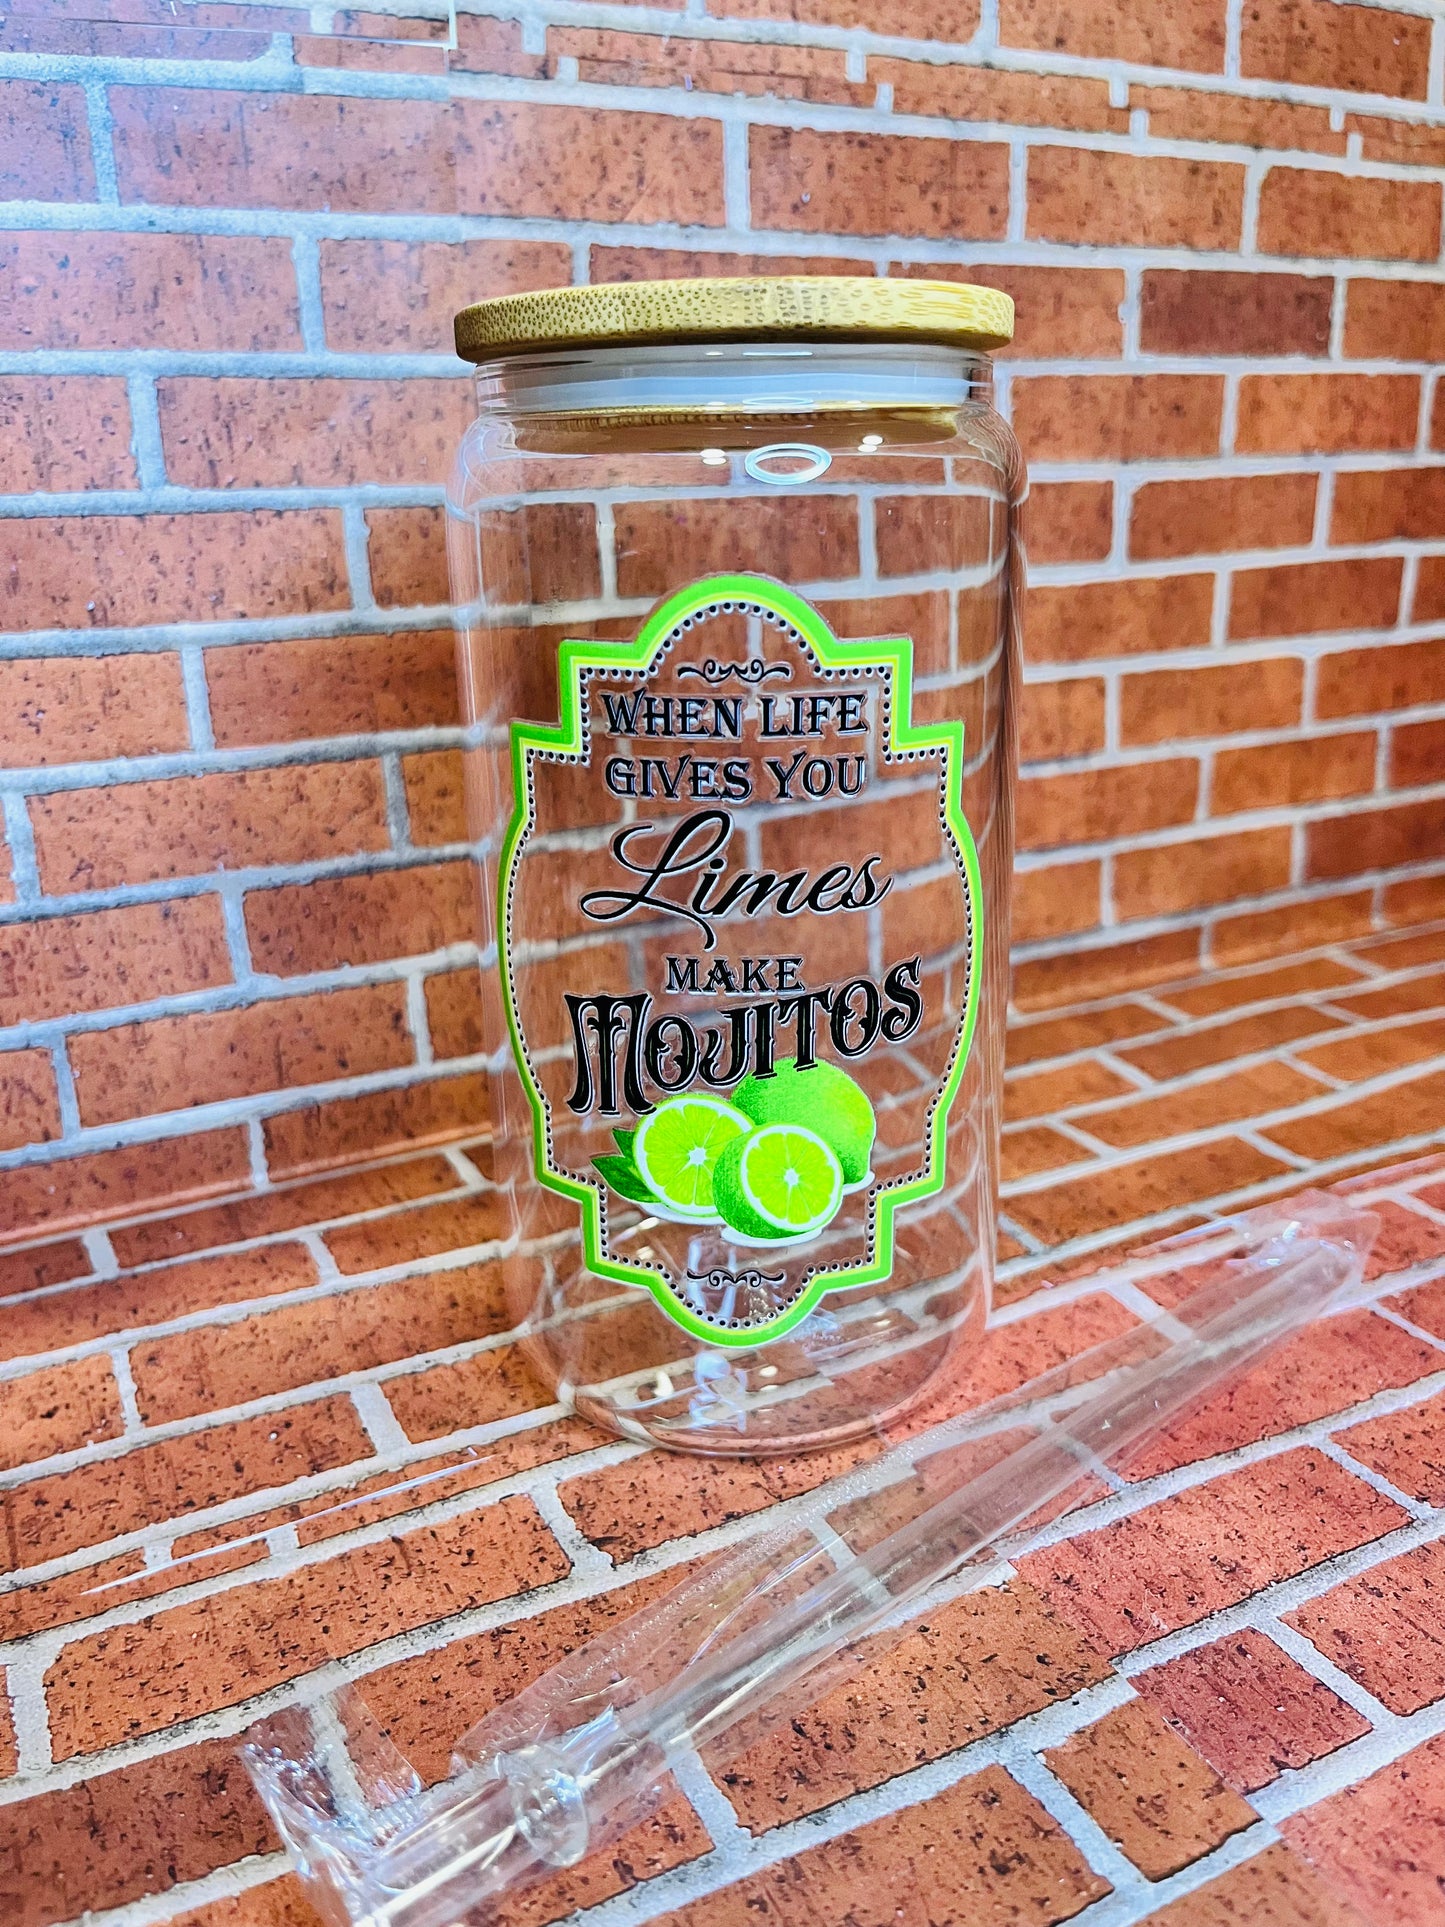 WHEN LIFE
GIVES YOU
Limes
MAKE
MOJITOS